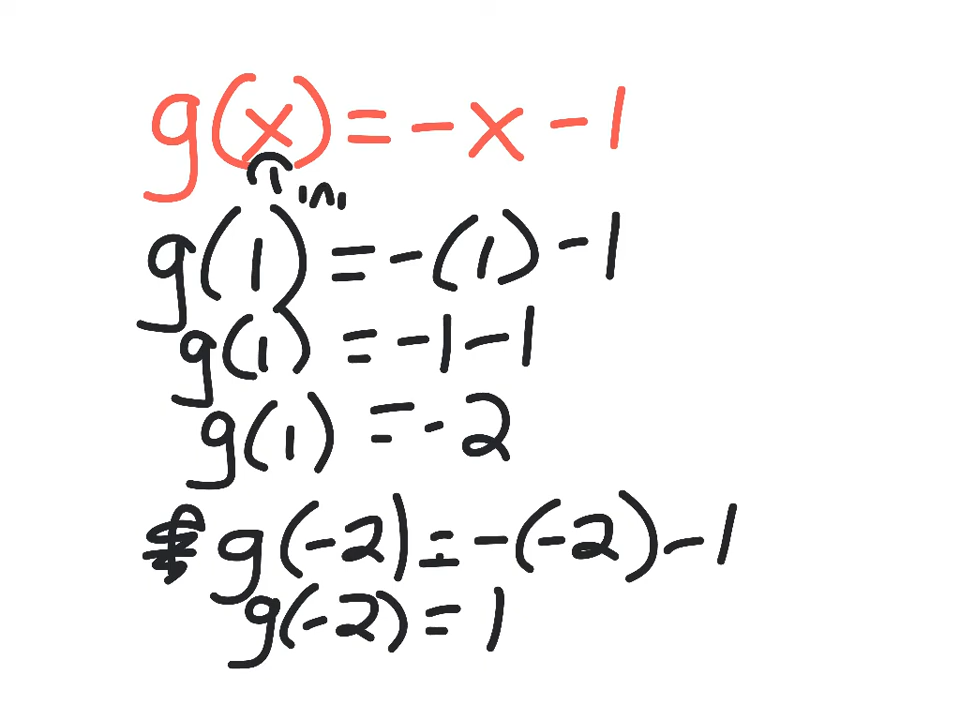 g(x) = -x - 1
g(1) = -(1) - 1
g(1) = -1 - 1
g(1) = -2
g(-2) = -(-2) - 1
g(-2) = 1